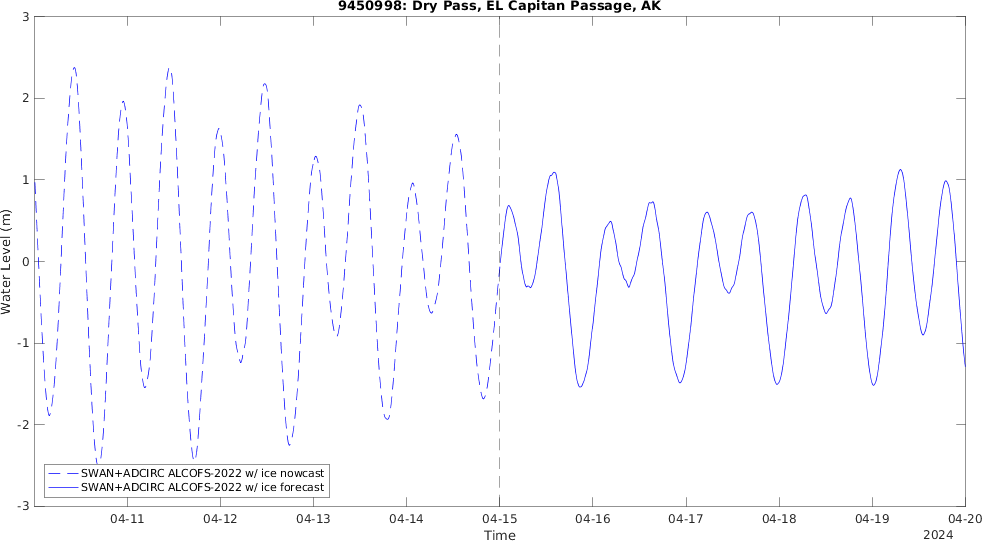 9450998: Dry Pass, EL Capitan Passage, AK
3
2
1
0
-1
-2
-3
Water Level (m)
SWAN+ADCIRC ALCOFS-2022 w/ ice nowcast
SWAN+ADCIRC ALCOFS-2022 w/ ice forecast
04-11 04-12 04-13 04-14 04-15 04-16 04-17 04-18 04-19 04-20
Time
2024